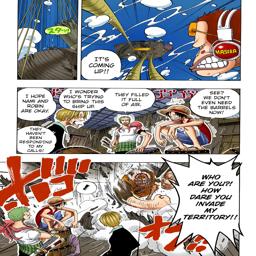 IT'S
COMING
UP!!
MASIRA
SEE?
WE DON'T
EVEN NEED
THE BARRELS
NOW!
THEY
FILLED IT
FULL OF AIR.
I WONDER
WHO'S TRYING
TO BRING THIS
SHIP UP.
I HOPE
NAMI AND
ROBIN
ARE OKAY.
THEY
HAVEN'T
BEEN
RESPONDING
TO MY
CALLS!
WHO
ARE YOU?!
HOW
DARE YOU
INVADE
MY
TERRITORY!!